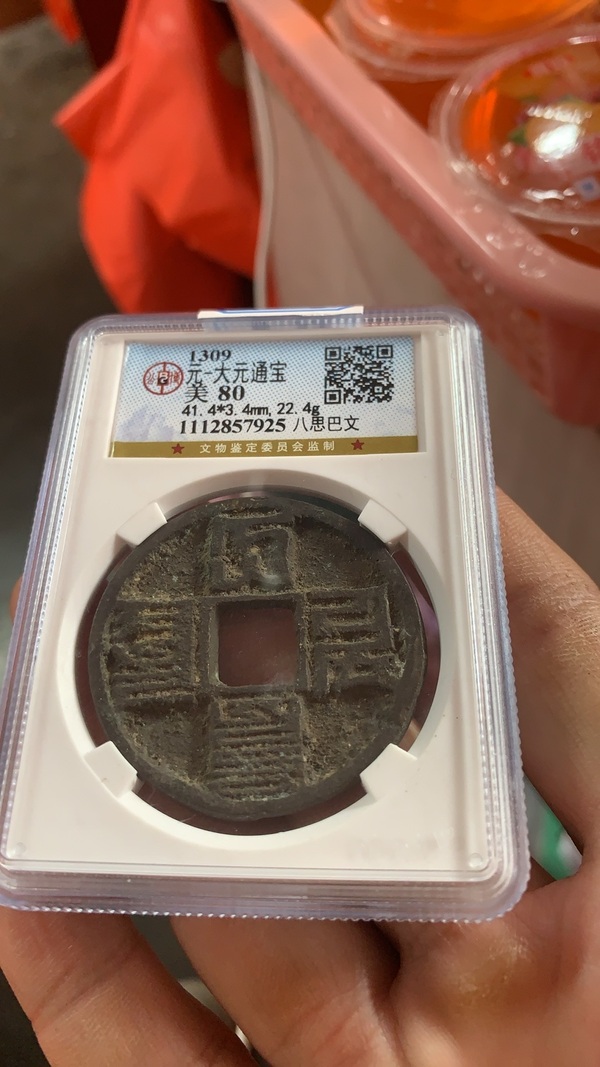 1309
元-大元通宝
美 80
41.4*3.4mm, 22.4g
1112857925 八思巴文
★ 文物鉴定委员会监制 ★